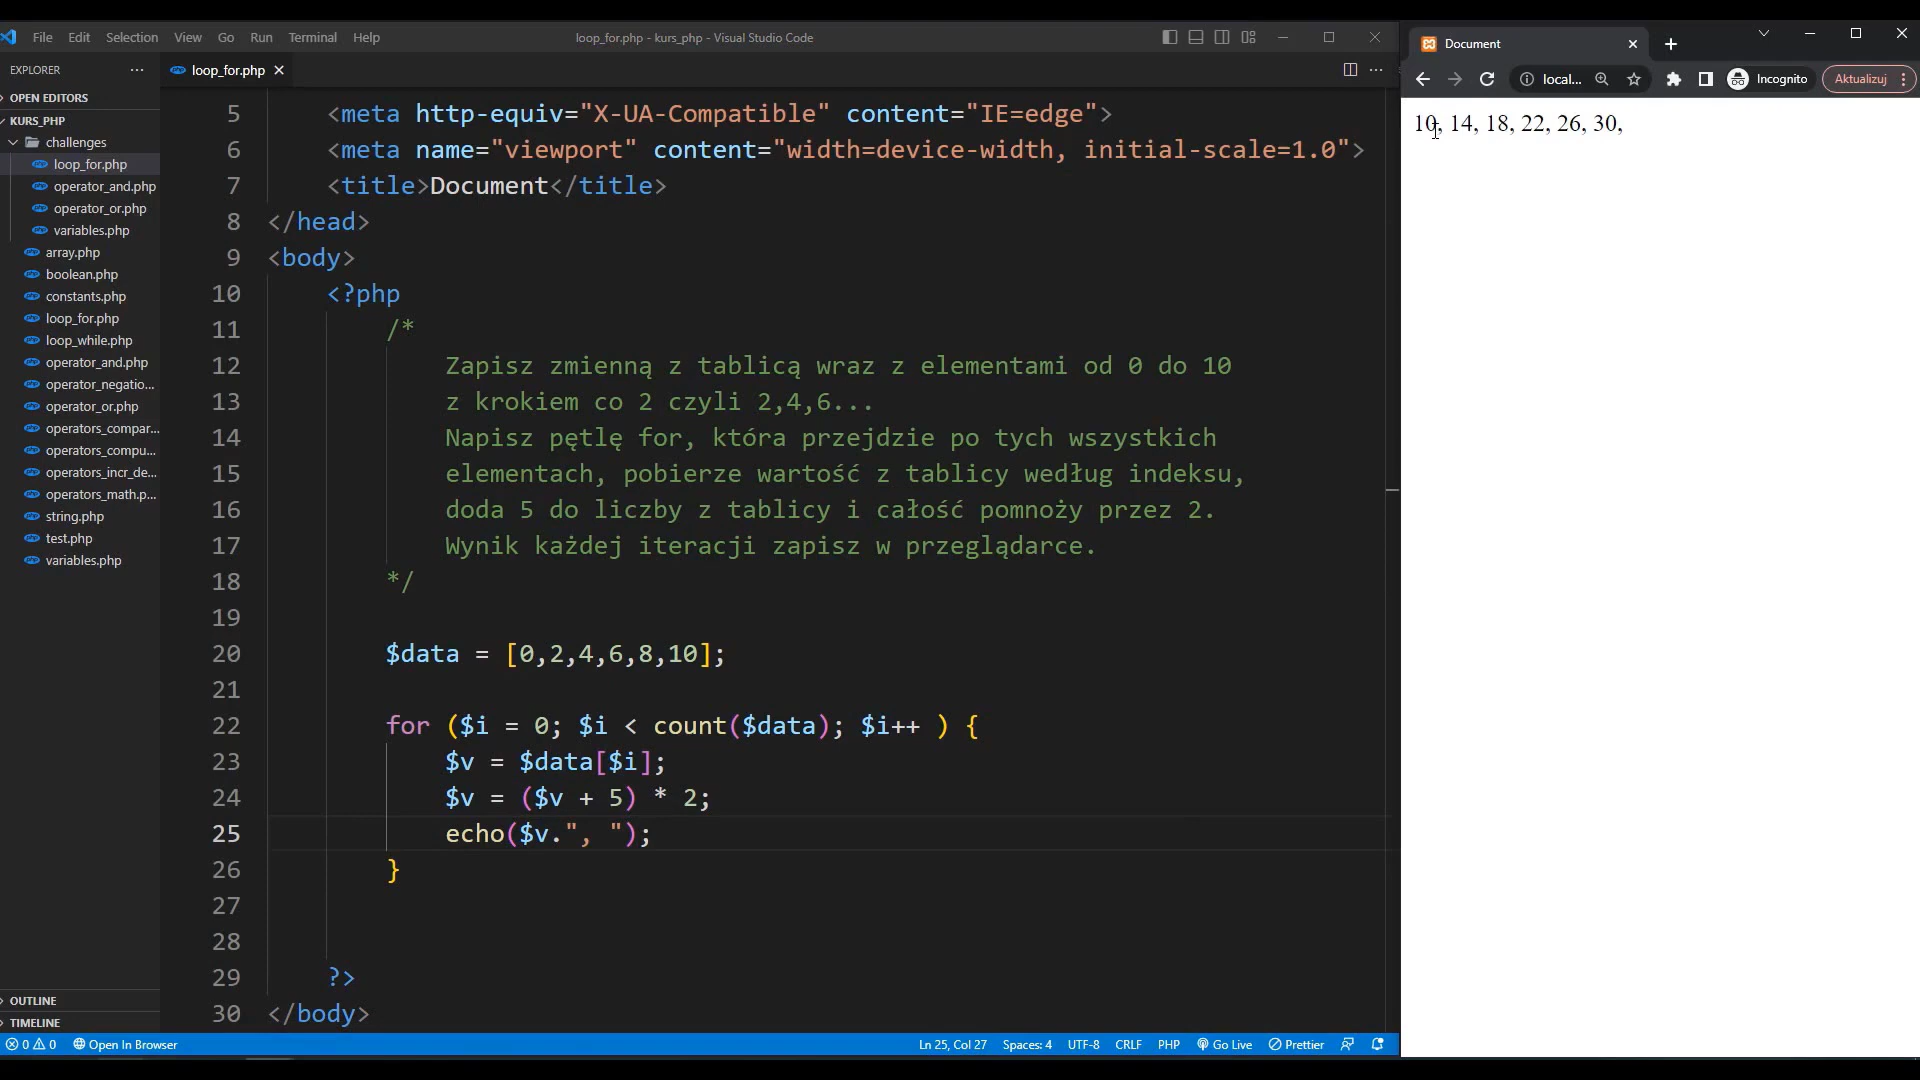 File Edit Selection View Go Run Terminal Help
loop_for.php - kurs_php - Visual Studio Code
EXPLORER
OPEN EDITORS
KURS_PHP
challenges
loop_for.php
operator_and.php
operator_or.php
variables.php
array.php
boolean.php
constants.php
loop_for.php
loop_while.php
operator_and.php
operator_negatio...
operator_or.php
operators_compar...
operators_compu...
operators_incr_de...
operators_math.p...
string.php
test.php
variables.php
OUTLINE
TIMELINE
loop_for.php
5 <meta http-equiv="X-UA-Compatible" content="IE=edge">
6 <meta name="viewport" content="width=device-width, initial-scale=1.0">
7 <title>Document</title>
8 </head>
9 <body>
10 <?php
11 /*
12 Zapisz zmienną z tablicą wraz z elementami od 0 do 10
13 z krokiem co 2 czyli 2,4,6...
14 Napisz pętlę for, która przejdzie po tych wszystkich
15 elementach, pobierze wartość z tablicy według indeksu,
16 doda 5 do liczby z tablicy i całość pomnoży przez 2.
17 Wynik każdej iteracji zapisz w przeglądarce.
18 */
19
20 $data = [0,2,4,6,8,10];
21
22 for ($i = 0; $i < count($data); $i++ ) {
23 $v = $data[$i];
24 $v = ($v + 5) * 2;
25 echo($v.", ");
26 }
27
28
29 ?>
30 </body>
0 0 Open In Browser Ln 25, Col 27 Spaces: 4 UTF-8 CRLF PHP Go Live Prettier
Document
local... Incognito Aktualizuj
10, 14, 18, 22, 26, 30,